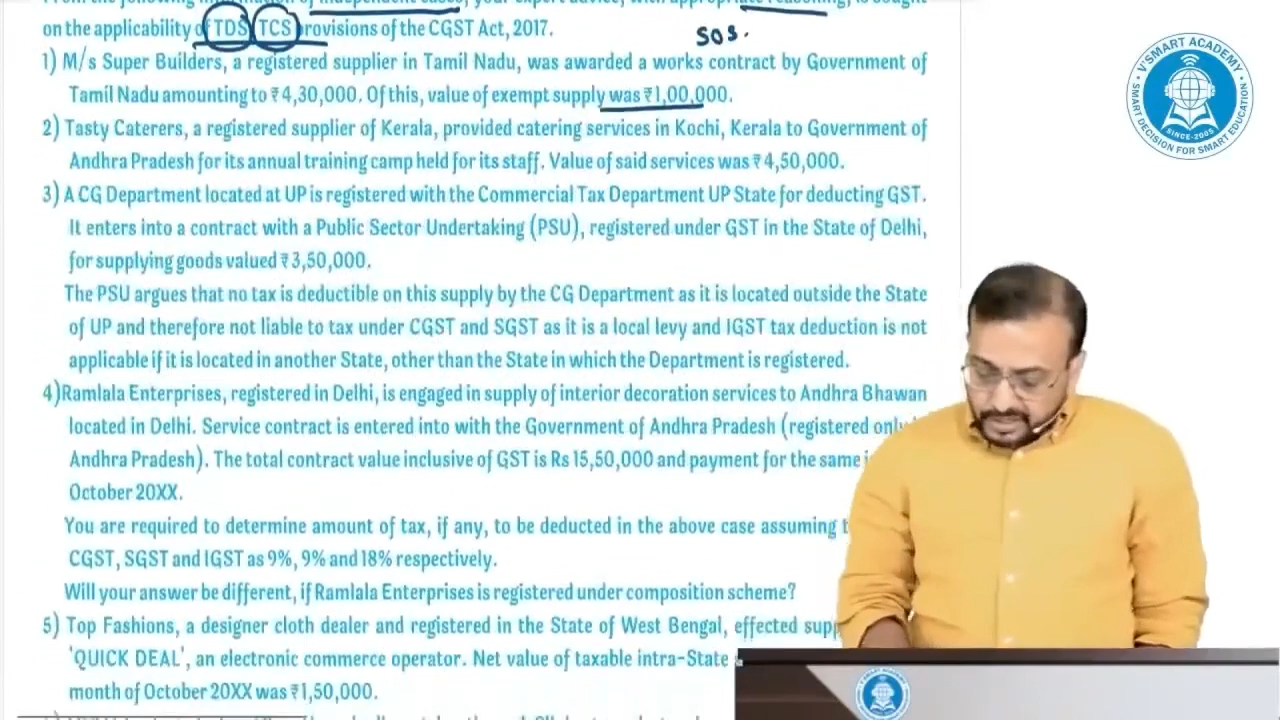 on the applicability of TDS TCS provisions of the CGST Act, 2017.
SOS.
1) M/s Super Builders, a registered supplier in Tamil Nadu, was awarded a works contract by Government of
Tamil Nadu amounting to ₹4,30,000. Of this, value of exempt supply was ₹1,00,000.
2) Tasty Caterers, a registered supplier of Kerala, provided catering services in Kochi, Kerala to Government of
Andhra Pradesh for its annual training camp held for its staff. Value of said services was ₹4,50,000.
3) A CG Department located at UP is registered with the Commercial Tax Department UP State for deducting GST.
It enters into a contract with a Public Sector Undertaking (PSU), registered under GST in the State of Delhi,
for supplying goods valued ₹3,50,000.
The PSU argues that no tax is deductible on this supply by the CG Department as it is located outside the State
of UP and therefore not liable to tax under CGST and SGST as it is a local levy and IGST tax deduction is not
applicable if it is located in another State, other than the State in which the Department is registered.
4)Ramlala Enterprises, registered in Delhi, is engaged in supply of interior decoration services to Andhra Bhawan
located in Delhi. Service contract is entered into with the Government of Andhra Pradesh (registered only
Andhra Pradesh). The total contract value inclusive of GST is Rs 15,50,000 and payment for the same
October 20XX.
You are required to determine amount of tax, if any, to be deducted in the above case assuming
CGST, SGST and IGST as 9%, 9% and 18% respectively.
Will your answer be different, if Ramlala Enterprises is registered under composition scheme?
5) Top Fashions, a designer cloth dealer and registered in the State of West Bengal, effected
'QUICK DEAL', an electronic commerce operator. Net value of taxable intra-State
month of October 20XX was ₹1,50,000.
V'SMART ACADEMY
SINCE-2005
SMART DECISION FOR SMART EDUCATION